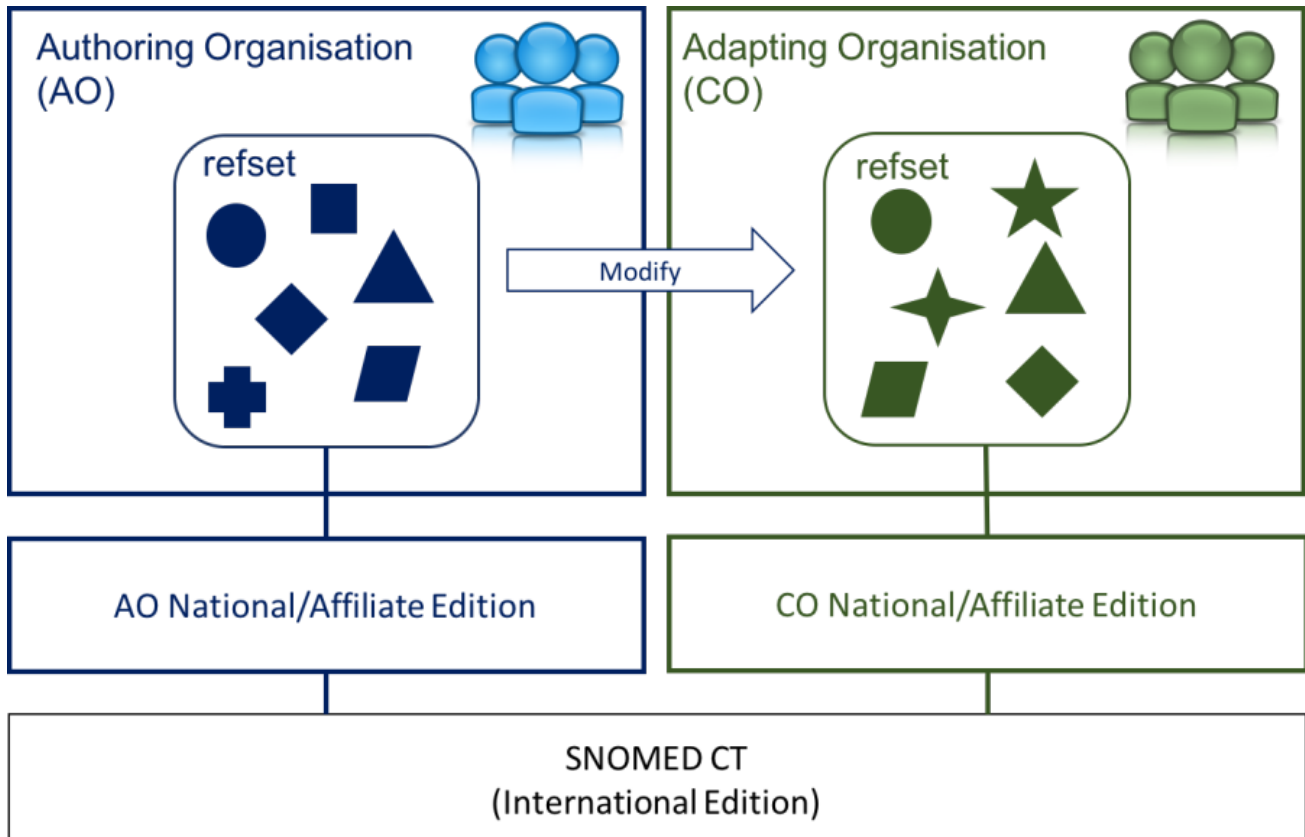 Authoring Organisation
(AO)
refset
Modify
Adapting Organisation
(CO)
refset
AO National/Affiliate Edition
CO National/Affiliate Edition
SNOMED CT
(International Edition)